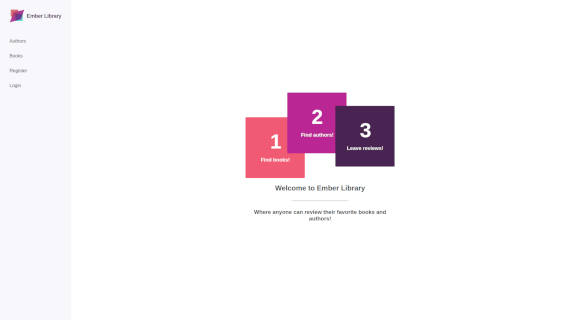 Ember Library
Authors
Books
Register
Login
1
Find books!
2
Find authors!
3
Leave reviews!
Welcome to Ember Library
Where anyone can review their favorite books and
authors!